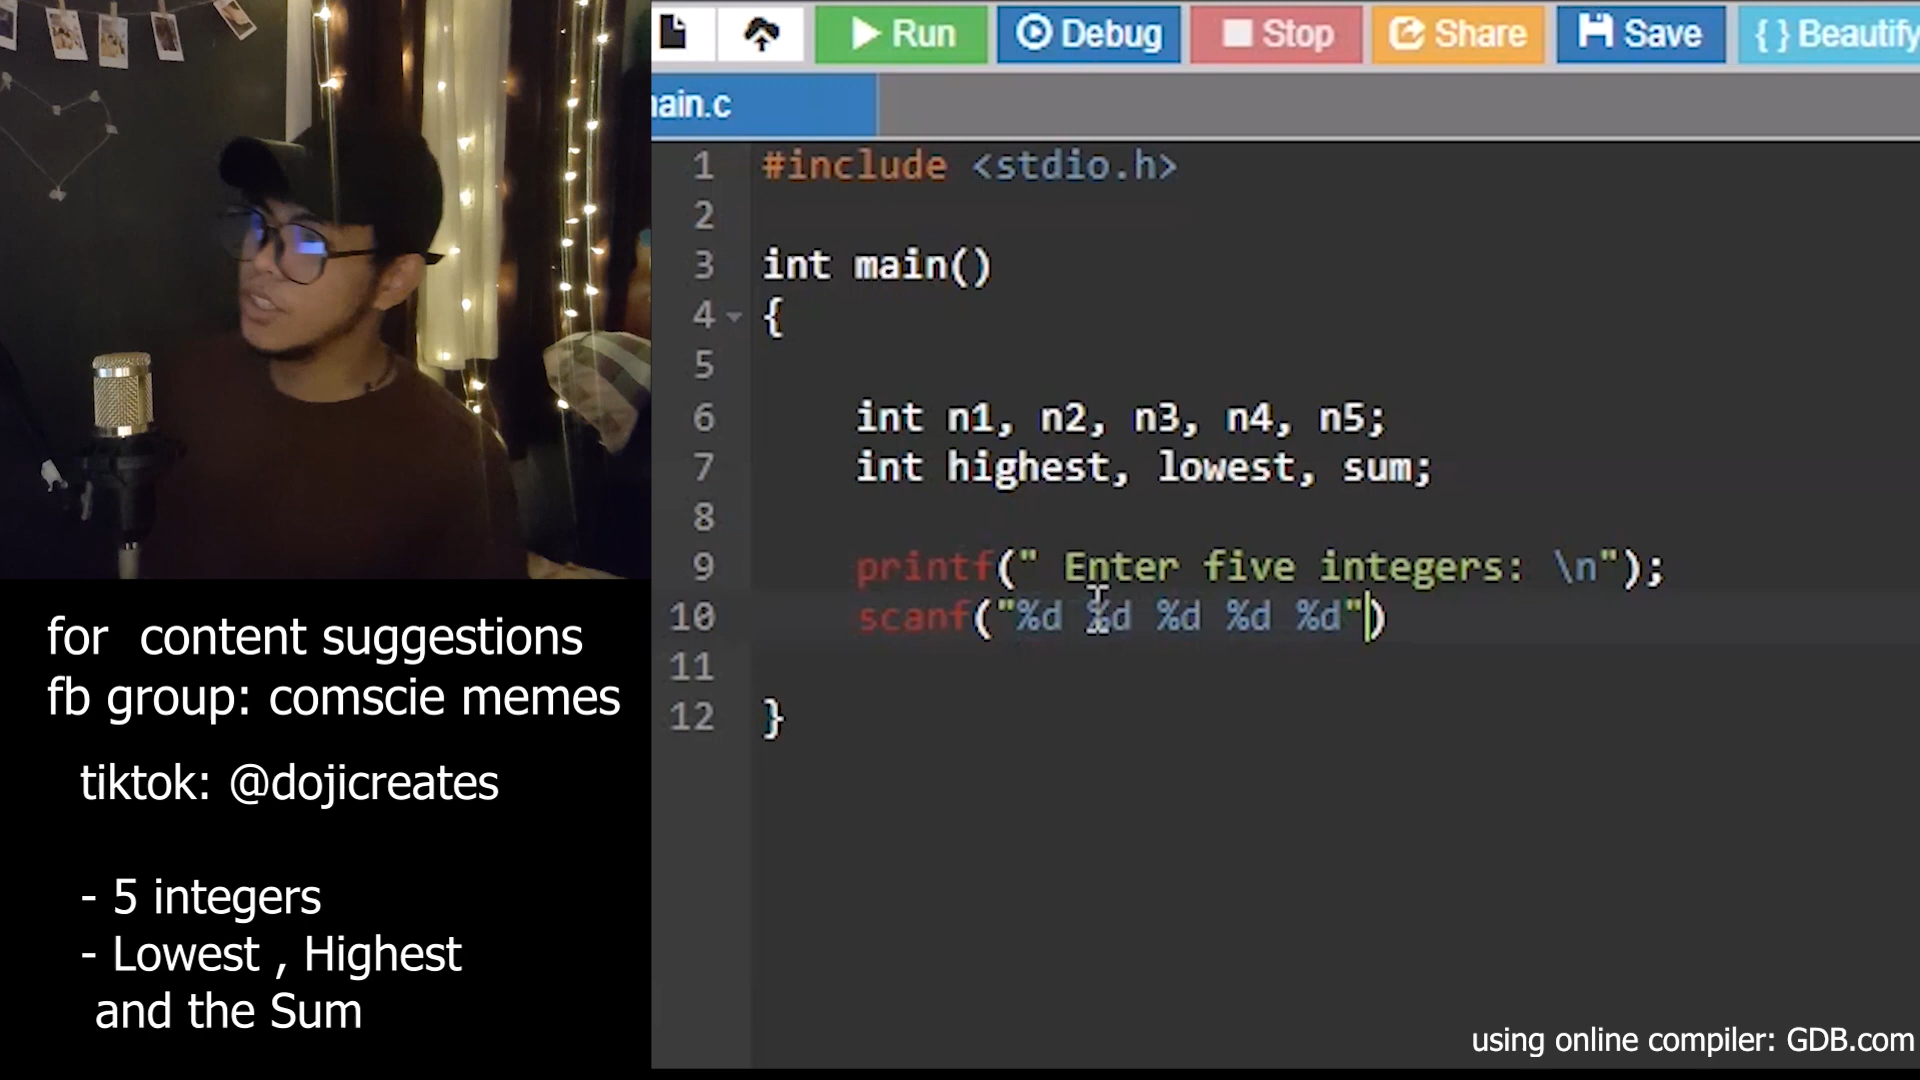 Run Debug Stop Share Save { } Beautify
main.c
1 #include <stdio.h>
2
3 int main()
4 {
5
6 int n1, n2, n3, n4, n5;
7 int highest, lowest, sum;
8
9 printf(" Enter five integers: \n");
10 scanf("%d %d %d %d %d")
11
12 }
for content suggestions
fb group: comscie memes
tiktok: @dojicreates
- 5 integers
- Lowest , Highest
and the Sum
using online compiler: GDB.com